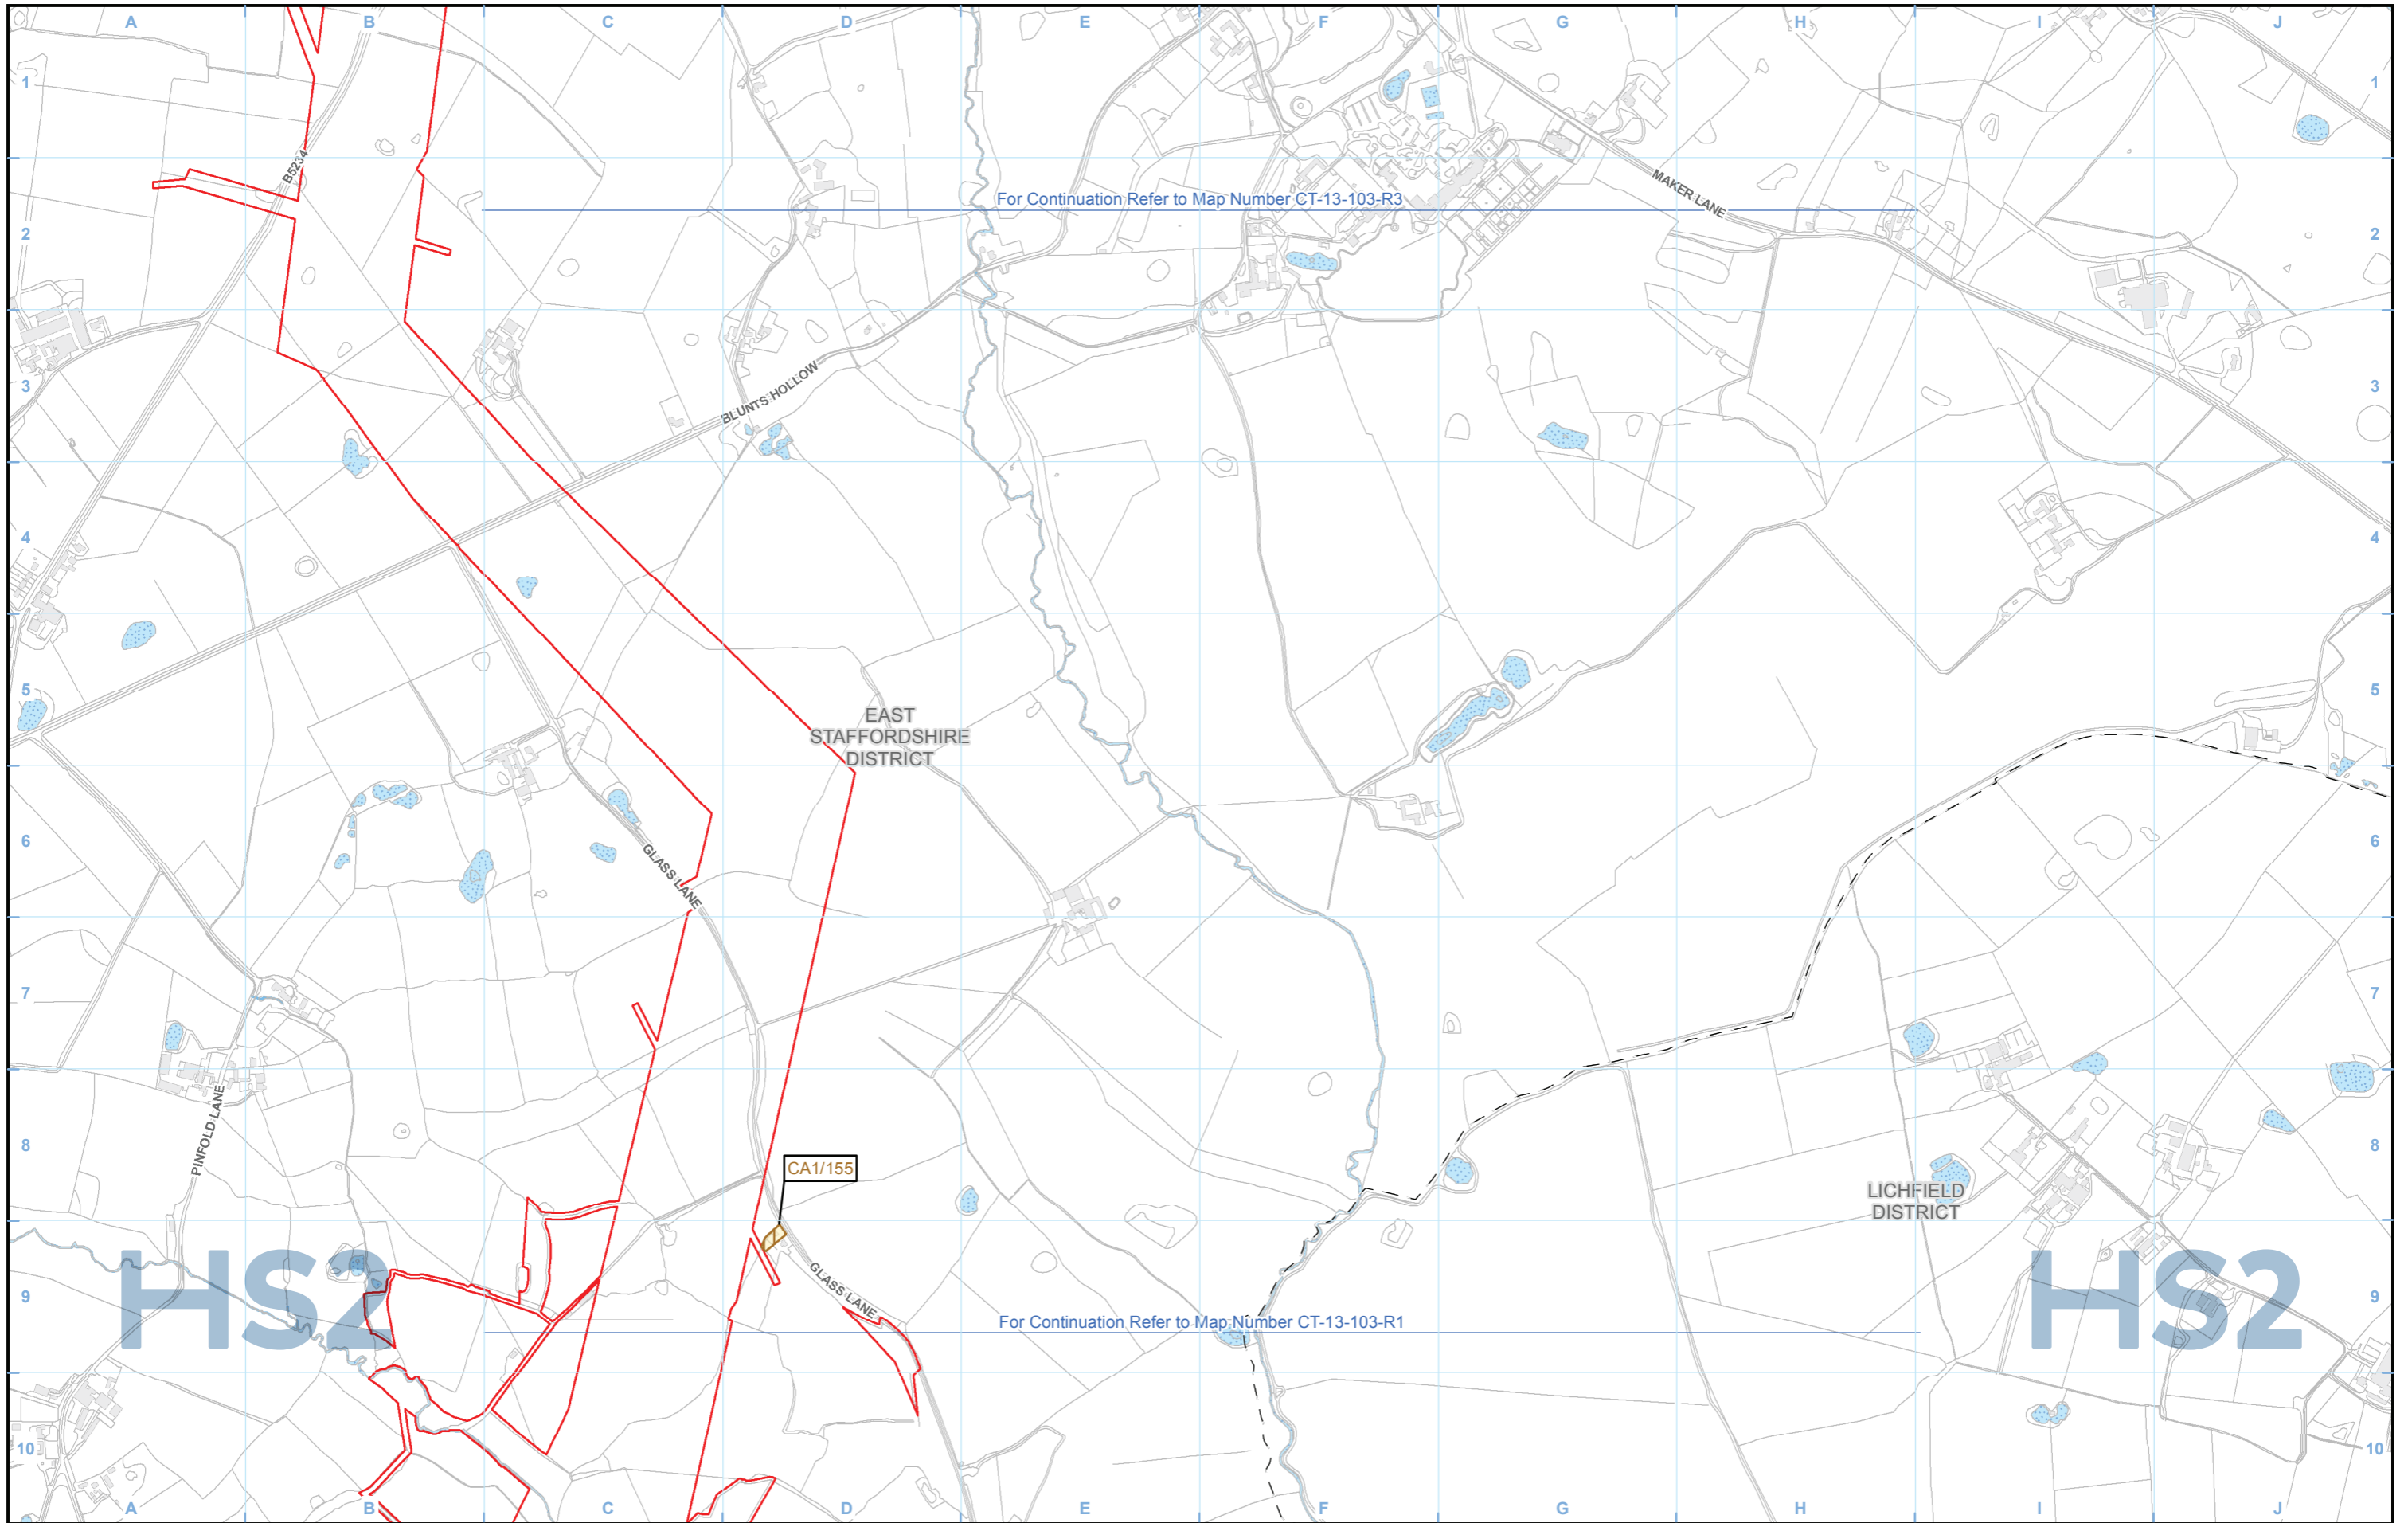 A B C D E F G H I J
1 1
B5234
MAKER LANE
For Continuation Refer to Map Number CT-13-103-R3
2 2
3 3
BLUNTS HOLLOW
4 4
5 5
EAST
STAFFORDSHIRE
DISTRICT
6 6
GLASS LANE
7 7
PINFOLD LANE
8 8
CA1/155
LICHFIELD
DISTRICT
HS2 HS2
GLASS LANE
9 9
For Continuation Refer to Map Number CT-13-103-R1
10 10
A B C D E F G H I J